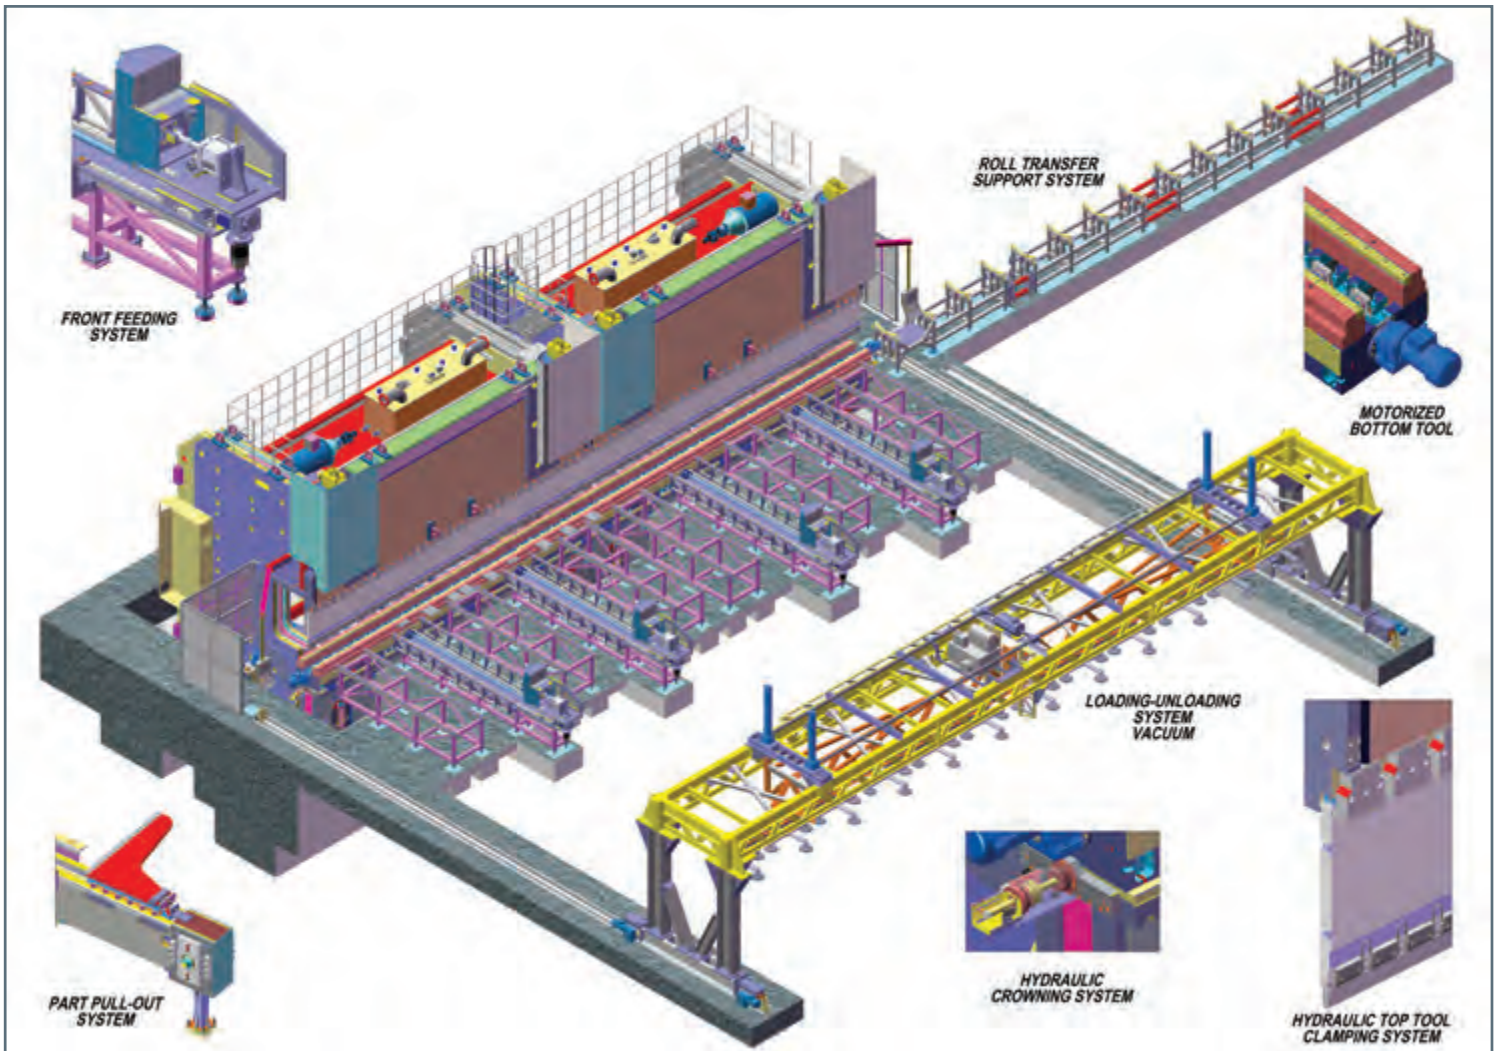 ROLL TRANSFER
SUPPORT SYSTEM
FRONT FEEDING
SYSTEM
MOTORIZED
BOTTOM TOOL
LOADING-UNLOADING
SYSTEM
VACUUM
HYDRAULIC
CROWNING SYSTEM
PART PULL-OUT
SYSTEM
HYDRAULIC TOP TOOL
CLAMPING SYSTEM